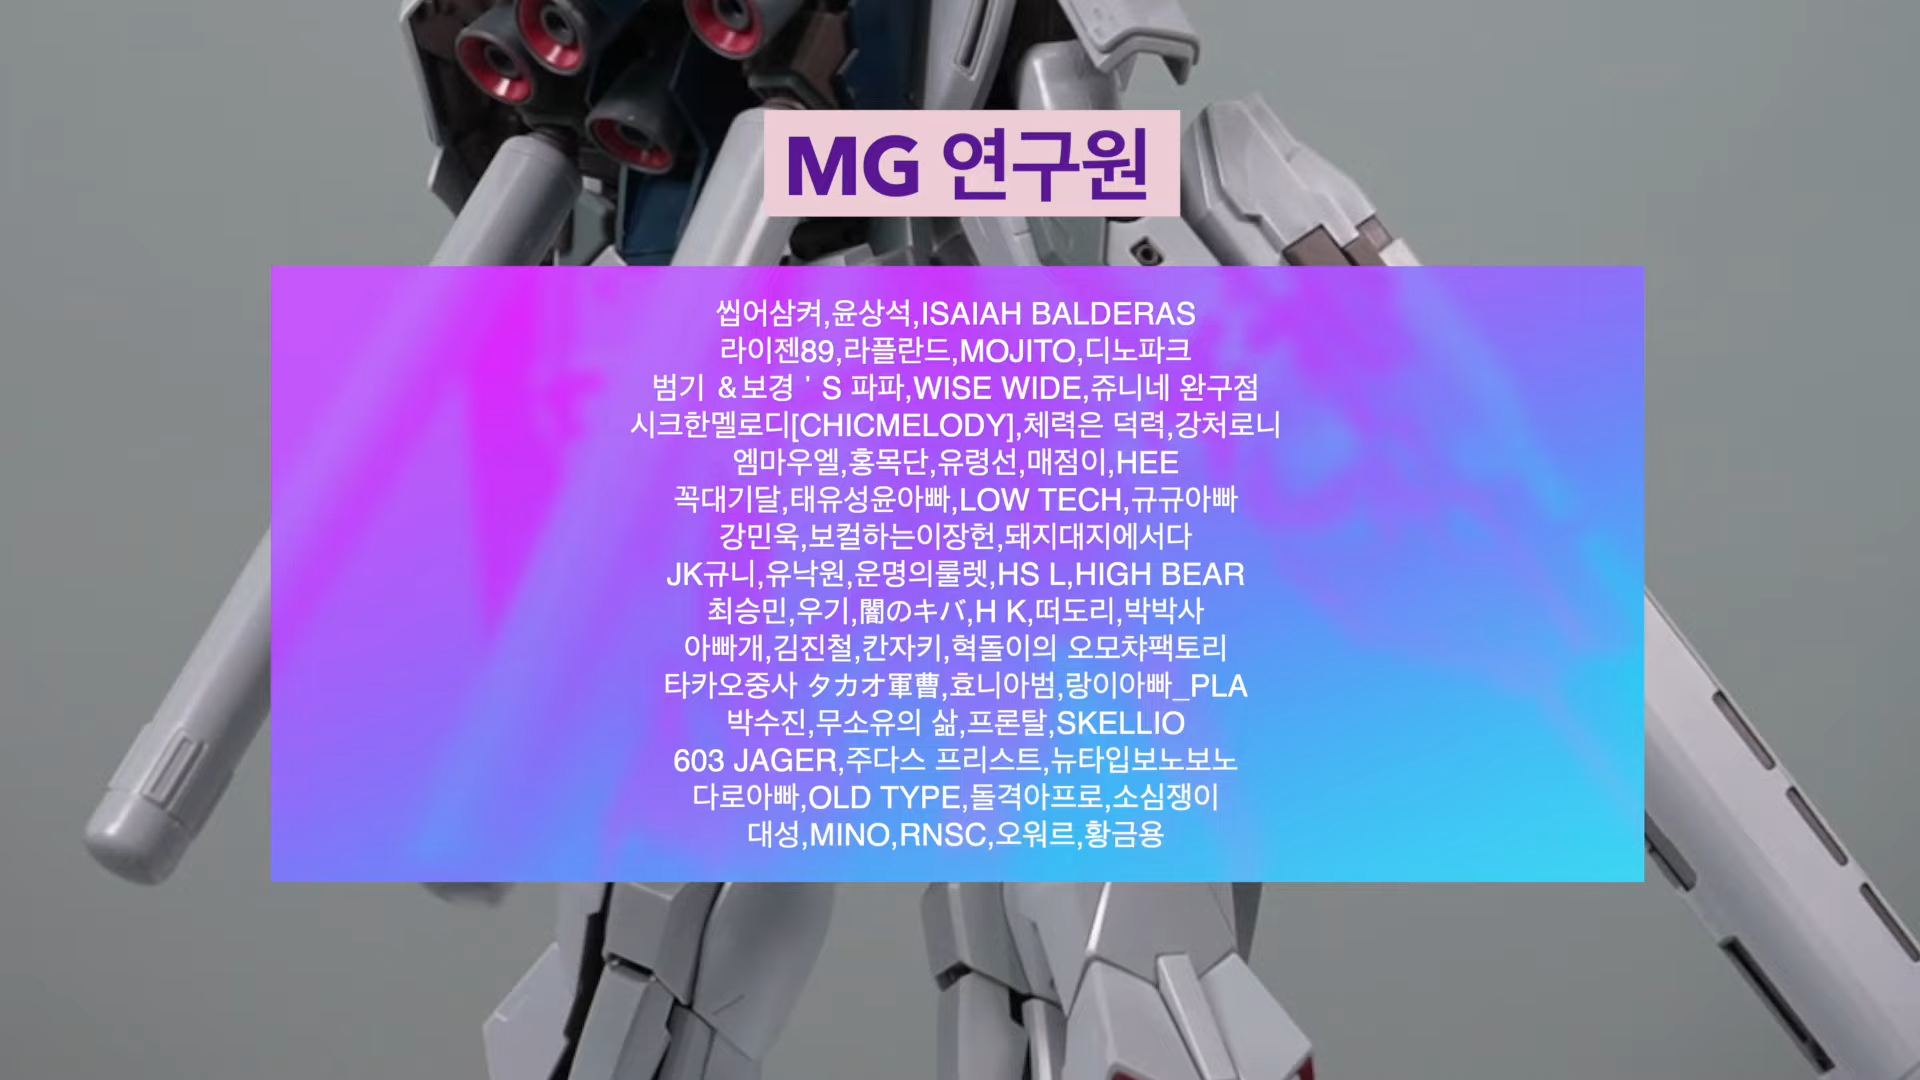 MG 연구원
씹어삼켜,윤상석,ISAIAH BALDERAS
라이젠89,라플란드,MOJITO,디노파크
범기 &보경 ' S 파파,WISE WIDE,쥬니네 완구점
시크한멜로디[CHICMELODY],체력은 덕력,강처로니
엠마우엘,홍목단,유령선,매점이,HEE
꼭대기달,태유성윤아빠,LOW TECH,규규아빠
강민욱,보컬하는이장헌,돼지대지에서다
JK규니,유낙원,운명의룰렛,HS L,HIGH BEAR
최승민,우기,闇のキバ,H K,떠도리,박박사
아빠개,김진철,칸자키,혁돌이의 오모챠팩토리
타카오중사 タカオ軍曹,효니아범,랑이아빠_PLA
박수진,무소유의 삶,프론탈,SKELLIO
603 JAGER,주다스 프리스트,뉴타입보노보노
다로아빠,OLD TYPE,돌격아프로,소심쟁이
대성,MINO,RNSC,오워르,황금용